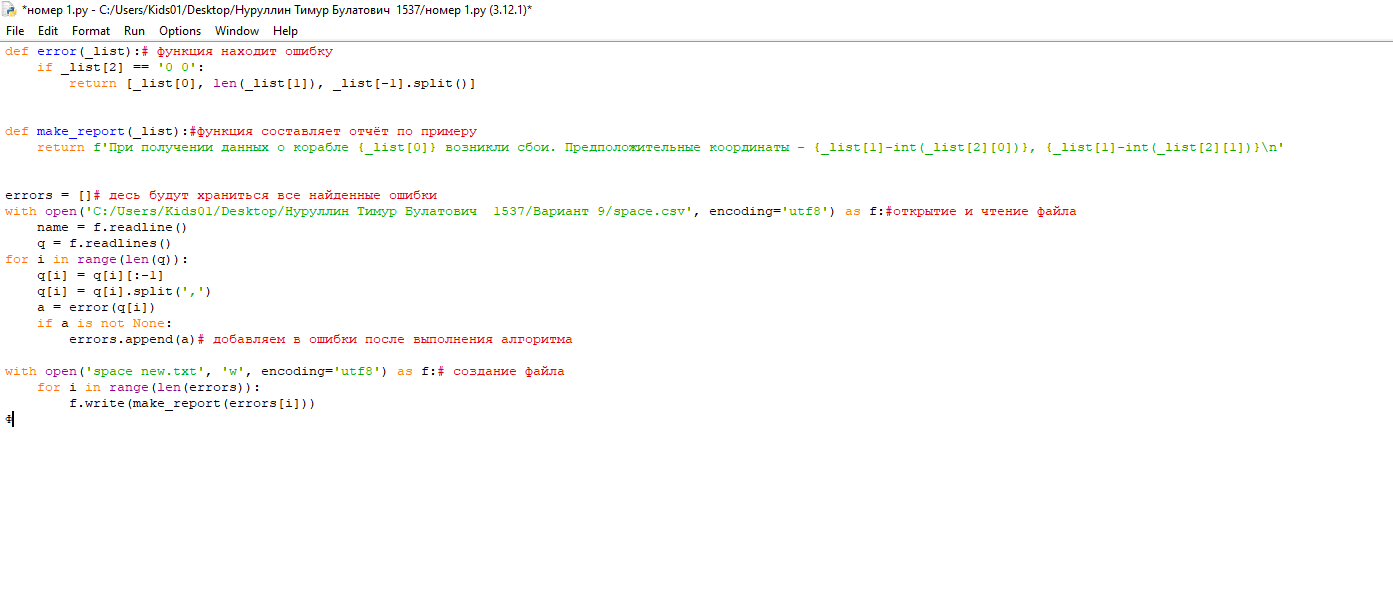 *номер 1.py - C:/Users/Kids01/Desktop/Нуруллин Тимур Булатович  1537/номер 1.py (3.12.1)*
File Edit Format Run Options Window Help
def error(_list):# функция находит ошибку
    if _list[2] == '0 0':
        return [_list[0], len(_list[1]), _list[-1].split()]
def make_report(_list):#функция составляет отчёт по примеру
    return f'При получении данных о корабле {_list[0]} возникли сбои. Предположительные координаты - {_list[1]-int(_list[2][0])}, {_list[1]-int(_list[2][1])}\n'
errors = []# десь будут храниться все найденные ошибки
with open('C:/Users/Kids01/Desktop/Нуруллин Тимур Булатович  1537/Вариант 9/space.csv', encoding='utf8') as f:#открытие и чтение файла
    name = f.readline()
    q = f.readlines()
for i in range(len(q)):
    q[i] = q[i][:-1]
    q[i] = q[i].split(',')
    a = error(q[i])
    if a is not None:
        errors.append(a)# добавляем в ошибки после выполнения алгоритма
with open('space new.txt', 'w', encoding='utf8') as f:# создание файла
    for i in range(len(errors)):
        f.write(make_report(errors[i]))